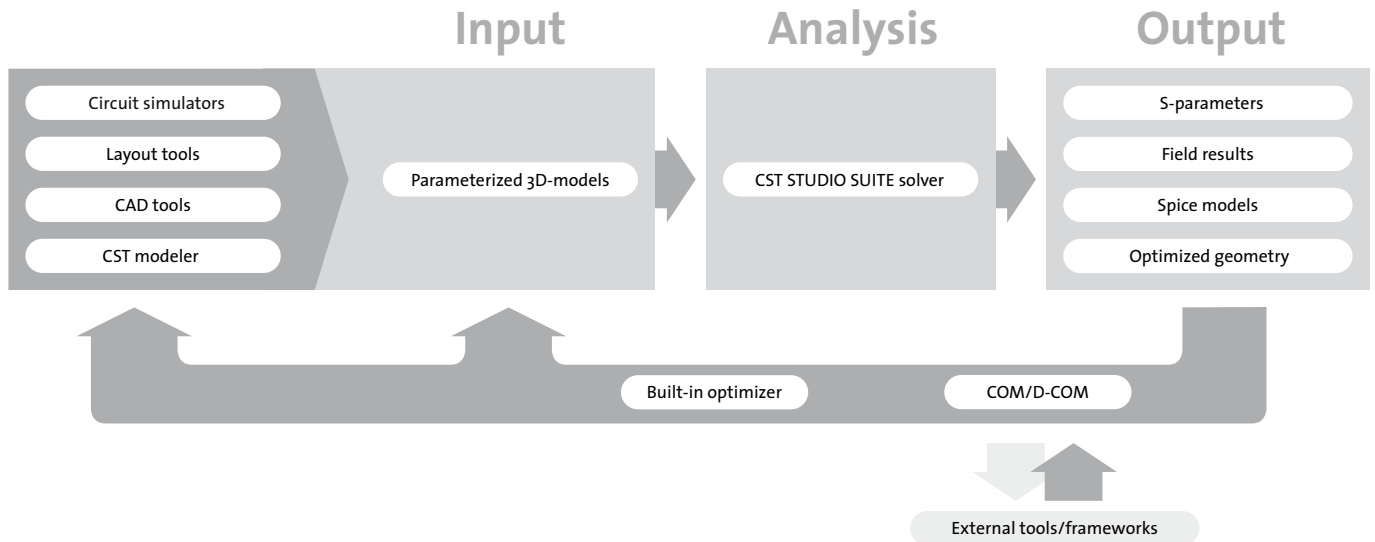 Input
Analysis
Output
Circuit simulators
Layout tools
CAD tools
CST modeler
Parameterized 3D-models
CST STUDIO SUITE solver
S-parameters
Field results
Spice models
Optimized geometry
Built-in optimizer
COM/D-COM
External tools/frameworks